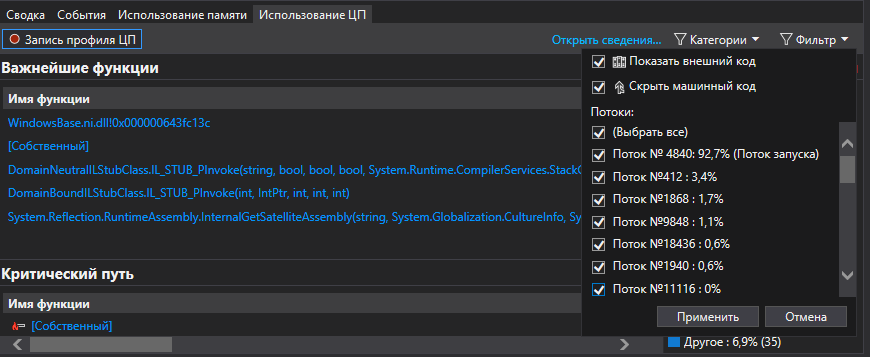 Сводка События Использование памяти Использование ЦП
Запись профиля ЦП Открыть сведения... Категории Фильтр
Показать внешний код
Скрыть машинный код
Потоки:
(Выбрать все)
Поток № 4840: 92,7% (Поток запуска)
Поток №412 : 3,4%
Поток №1868 : 1,7%
Поток №9848 : 1,1%
Поток №18436 : 0,6%
Поток №1940 : 0,6%
Поток №11116 : 0%
Применить Отмена
Важнейшие функции
Имя функции
WindowsBase.ni.dll!0x000000643fc13c
[Собственный]
DomainNeutralILStubClass.IL_STUB_PInvoke(string, bool, bool, bool, System.Runtime.CompilerServices.StackC
DomainBoundILStubClass.IL_STUB_PInvoke(int, IntPtr, int, int, int)
System.Reflection.RuntimeAssembly.InternalGetSatelliteAssembly(string, System.Globalization.CultureInfo, Sy
Критический путь
Имя функции
[Собственный]
Другое : 6,9% (35)